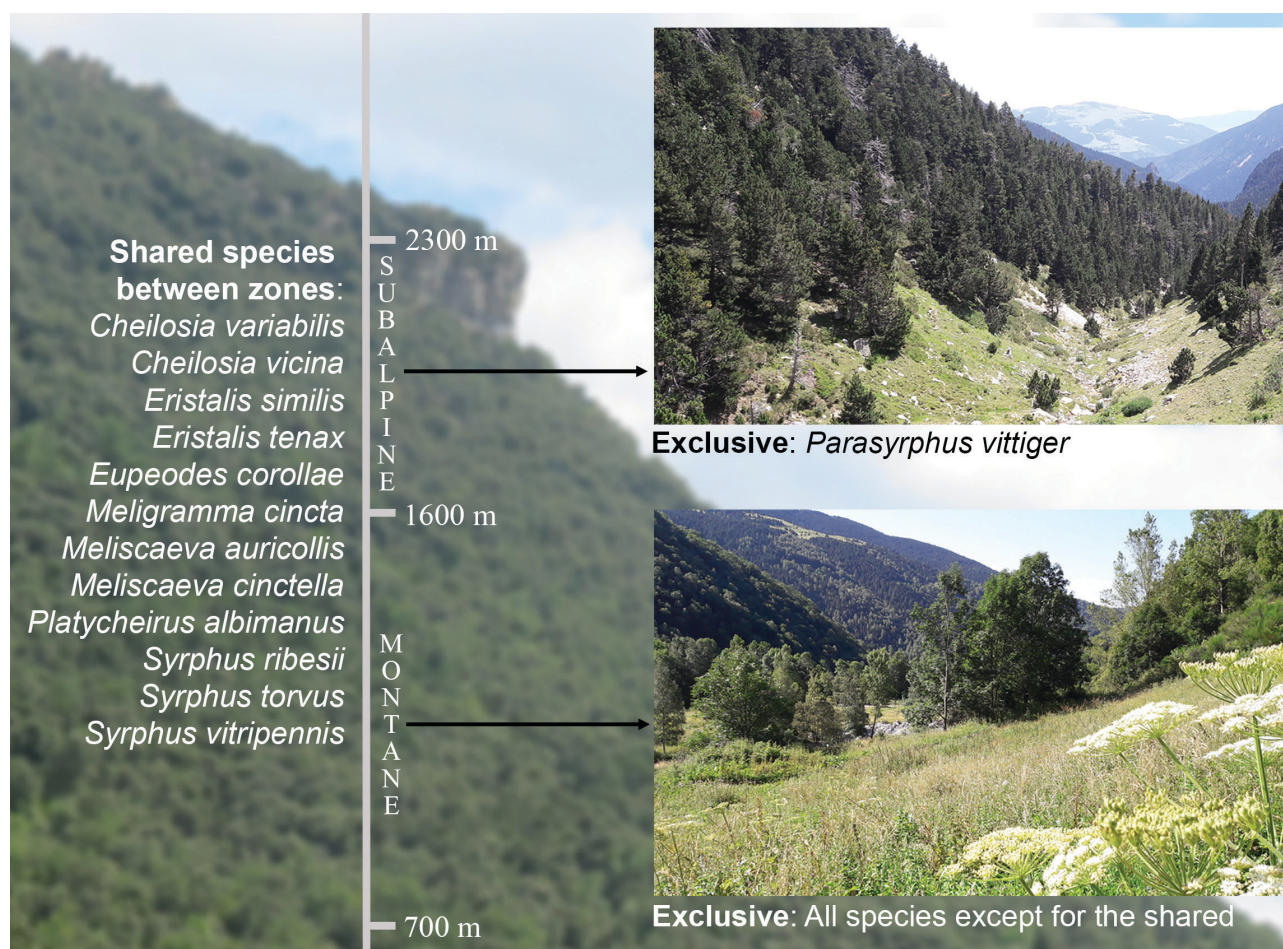 Shared species
between zones:
Cheilosia variabilis
Cheilosia vicina
Eristalis similis
Eristalis tenax
Eupeodes corollae
Meligramma cincta
Meliscaeva auricollis
Meliscaeva cinctella
Platycheirus albimanus
Syrphus ribesii
Syrphus torvus
Syrphus vitripennis
2300 m
SUBALPINE
1600 m
MONTANE
700 m
Exclusive: Parasyrphus vittiger
Exclusive: All species except for the shared